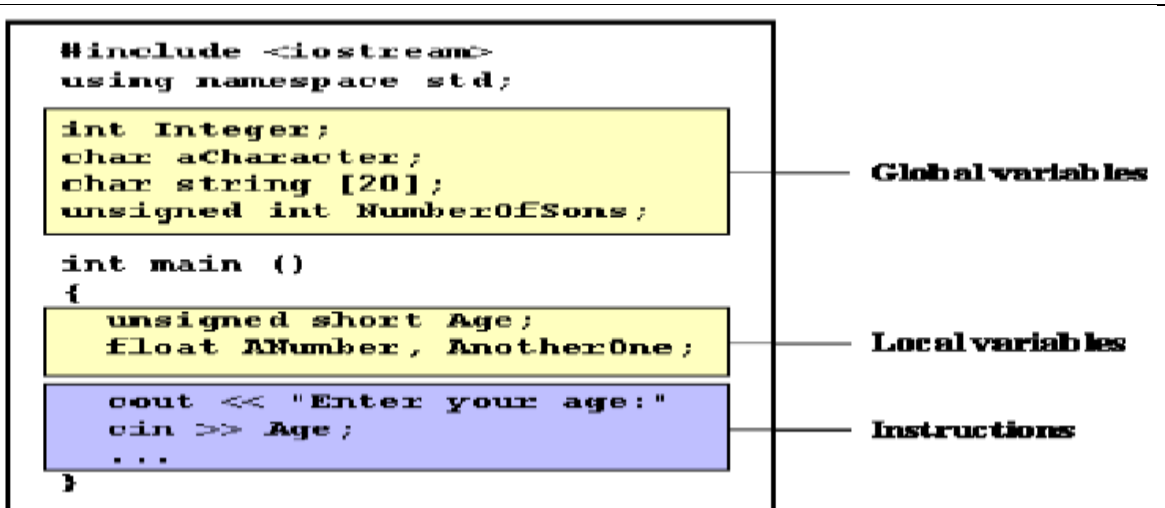 #include <iostream>
using namespace std;
int Integer;
char aCharacter;
char string [20];
unsigned int NumberOfSons;
Global variables
int main ()
{
unsigned short Age;
float ANumber, AnotherOne;
Local variables
cout << "Enter your age:"
cin >> Age;
...
Instructions
}